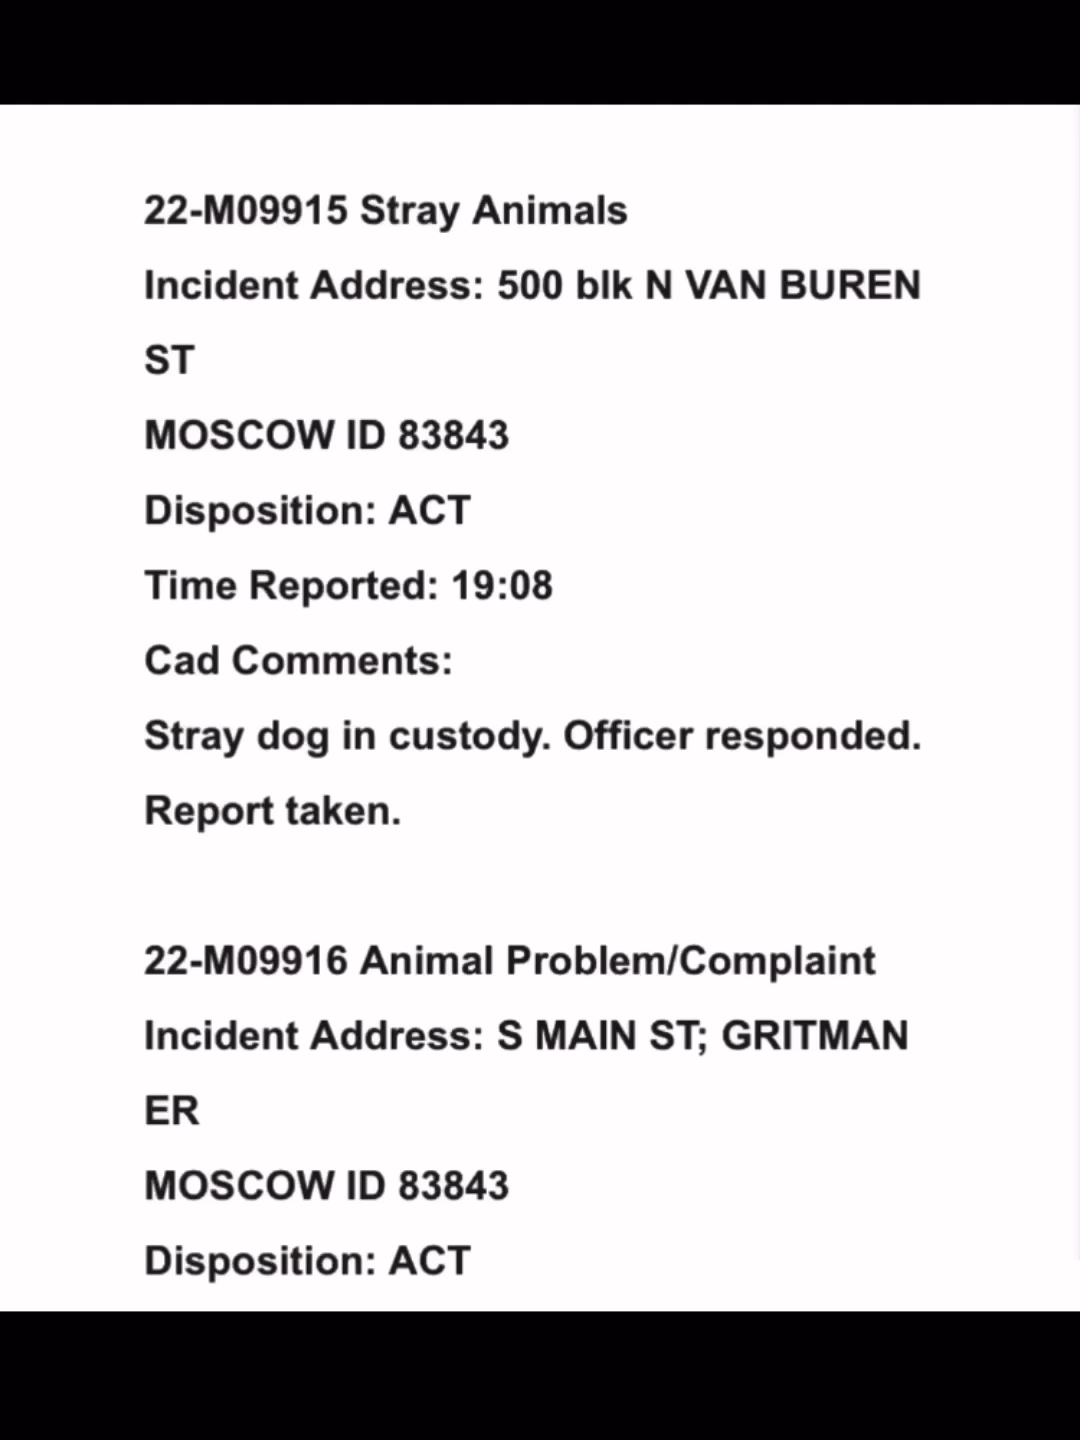 22-M09915 Stray Animals
Incident Address: 500 blk N VAN BUREN
ST
MOSCOW ID 83843
Disposition: ACT
Time Reported: 19:08
Cad Comments:
Stray dog in custody. Officer responded.
Report taken.
22-M09916 Animal Problem/Complaint
Incident Address: S MAIN ST; GRITMAN
ER
MOSCOW ID 83843
Disposition: ACT